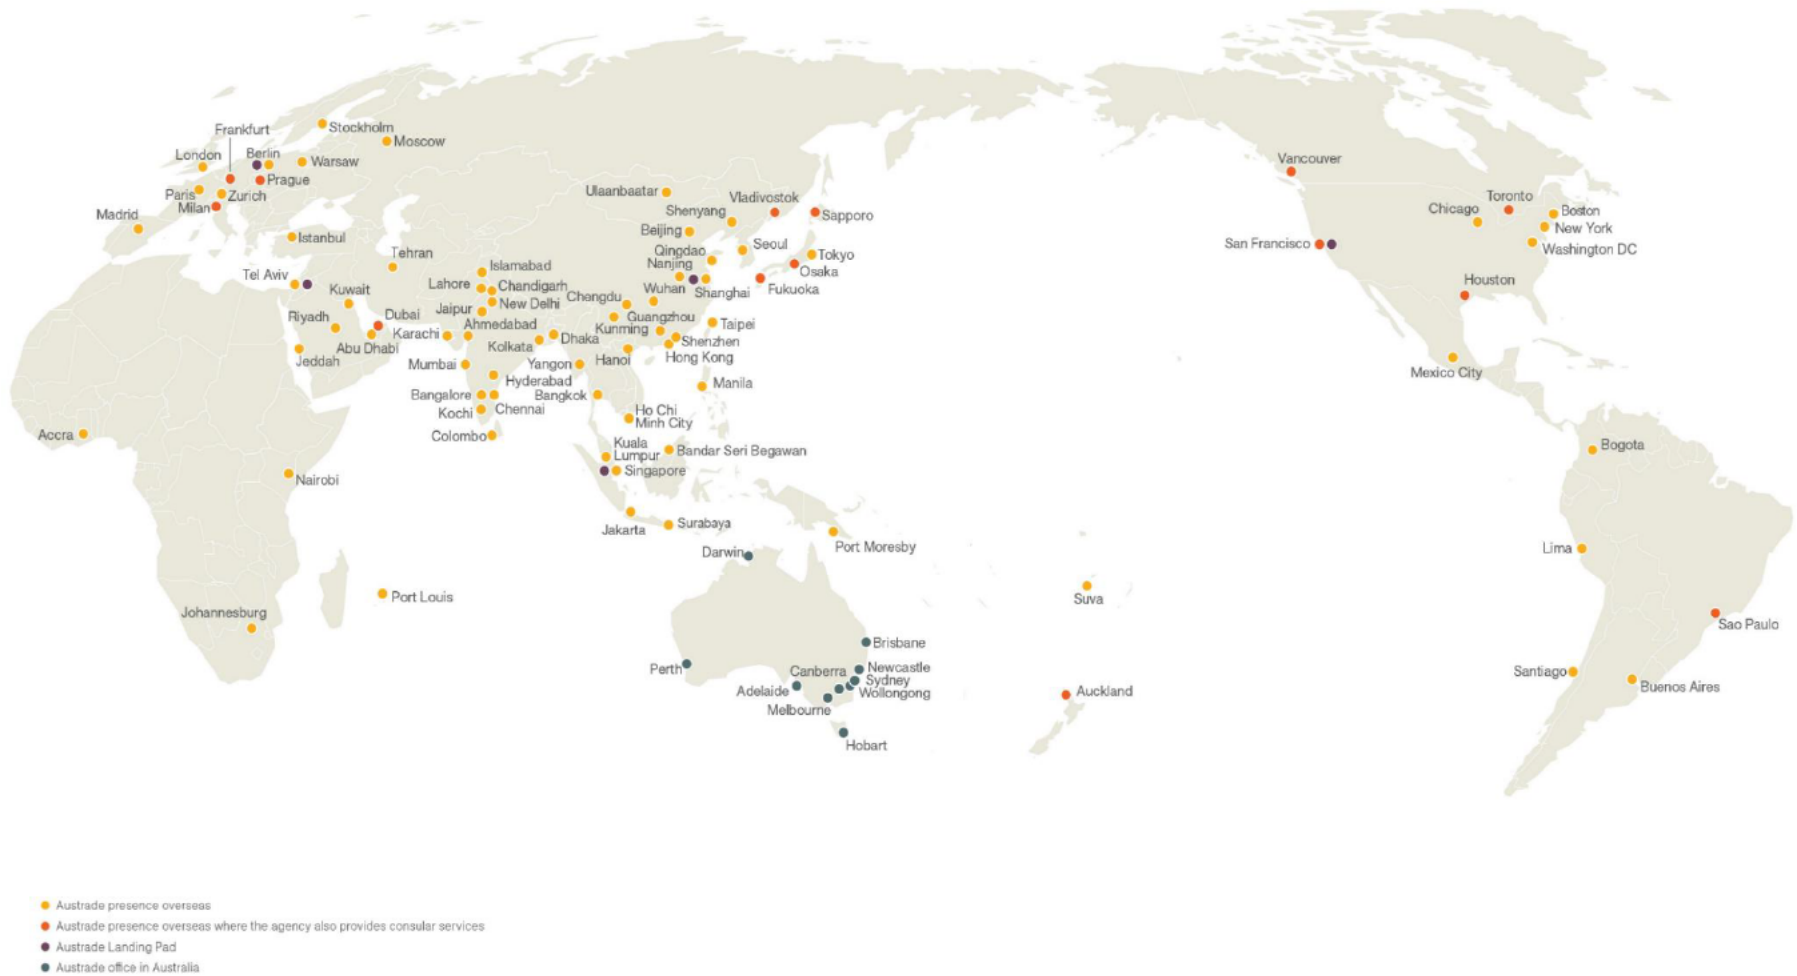 Frankfurt
Stockholm
Moscow
London
Berlin
Warsaw
Prague
Paris
Zurich
Milan
Madrid
Istanbul
Tehran
Tel Aviv
Kuwait
Riyadh
Dubai
Abu Dhabi
Jeddah
Accra
Nairobi
Johannesburg
Port Louis
Islamabad
Lahore
Chandigarh
New Delhi
Jaipur
Karachi
Ahmedabad
Kolkata
Dhaka
Mumbai
Hyderabad
Bangalore
Chennai
Kochi
Colombo
Ulaanbaatar
Vladivostok
Shenyang
Sapporo
Beijing
Seoul
Qingdao
Tokyo
Nanjing
Osaka
Wuhan
Shanghai
Fukuoka
Chengdu
Guangzhou
Kunming
Taipei
Shenzhen
Hong Kong
Hanoi
Yangon
Bangkok
Manila
Ho Chi
Minh City
Kuala
Lumpur
Bandar Seri Begawan
Singapore
Jakarta
Surabaya
Port Moresby
Darwin
Brisbane
Perth
Canberra
Newcastle
Sydney
Adelaide
Wollongong
Melbourne
Hobart
Suva
Auckland
Vancouver
Toronto
Chicago
Boston
New York
San Francisco
Washington DC
Houston
Mexico City
Bogota
Lima
Sao Paulo
Santiago
Buenos Aires
Austrade presence overseas
Austrade presence overseas where the agency also provides consular services
Austrade Landing Pad
Austrade office in Australia